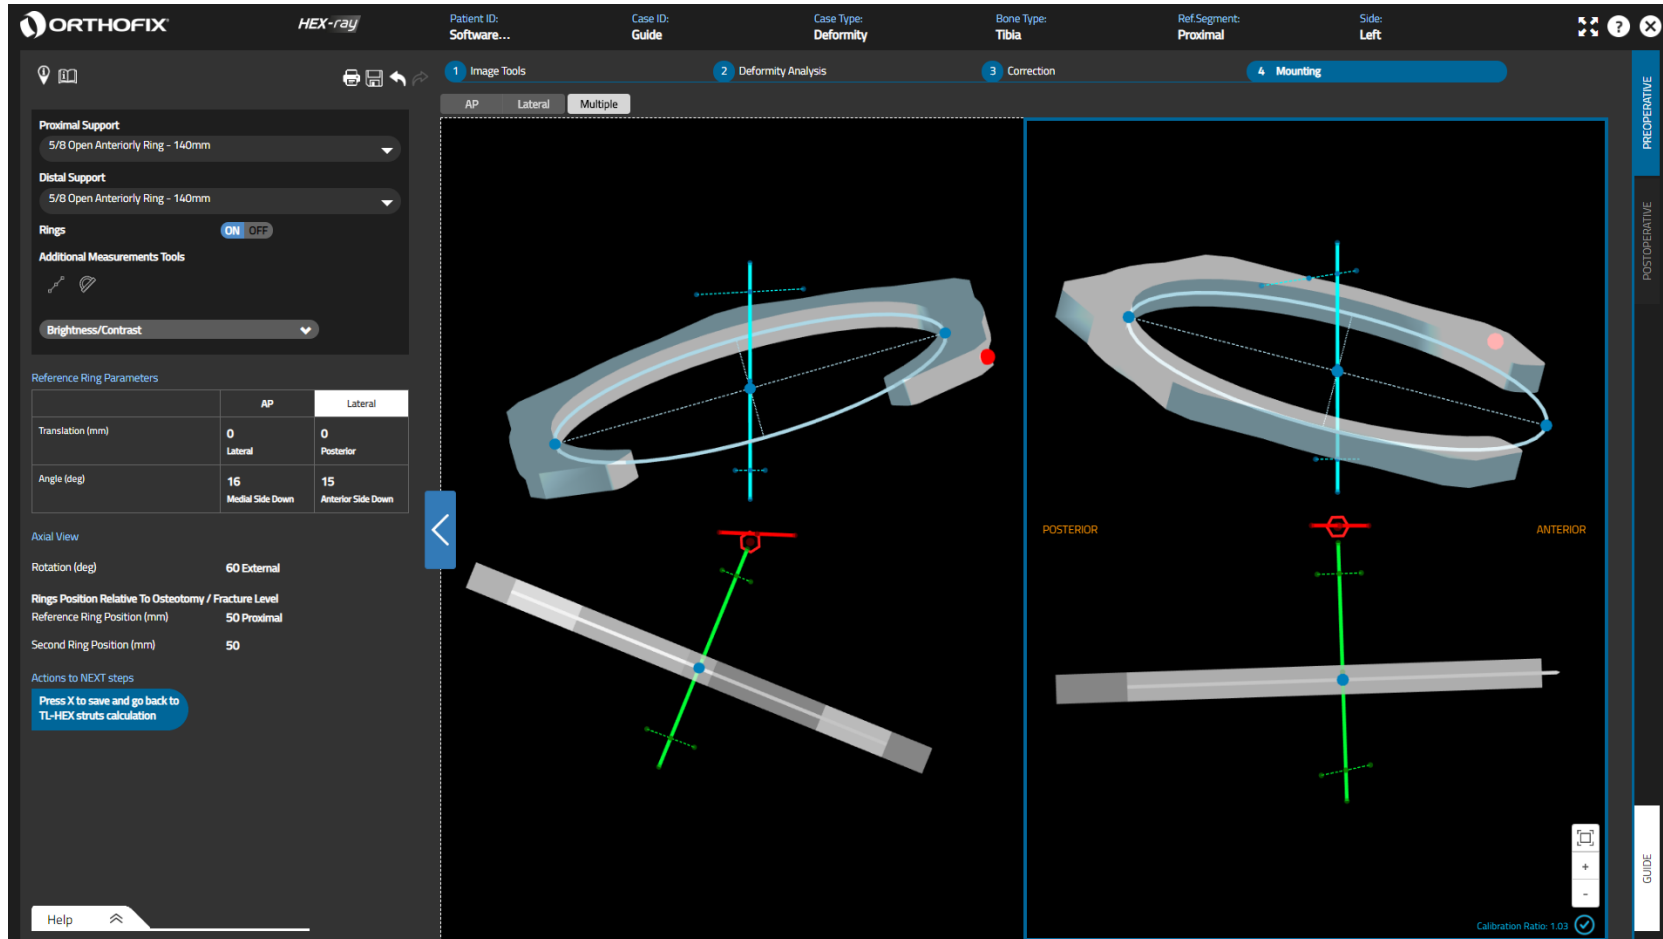 ORTHOFIX
HEX-ray
Patient ID:
Software...
Case ID:
Guide
Case Type:
Deformity
Bone Type:
Tibia
Ref.Segment:
Proximal
Side:
Left
1 Image Tools
2 Deformity Analysis
3 Correction
4 Mounting
AP Lateral Multiple
Proximal Support
5/8 Open Anteriorly Ring - 140mm
Distal Support
5/8 Open Anteriorly Ring - 140mm
Rings ON OFF
Additional Measurements Tools
Brightness/Contrast
Reference Ring Parameters
AP Lateral
Translation (mm) 0 0
Lateral Posterior
Angle (deg) 16 15
Medial Side Down Anterior Side Down
Axial View
Rotation (deg) 60 External
Rings Position Relative To Osteotomy / Fracture Level
Reference Ring Position (mm) 50 Proximal
Second Ring Position (mm) 50
Actions to NEXT steps
Press X to save and go back to
TL-HEX struts calculation
Help
POSTERIOR
ANTERIOR
+
-
Calibration Ratio: 1.03
PREOPERATIVE
POSTOPERATIVE
GUIDE